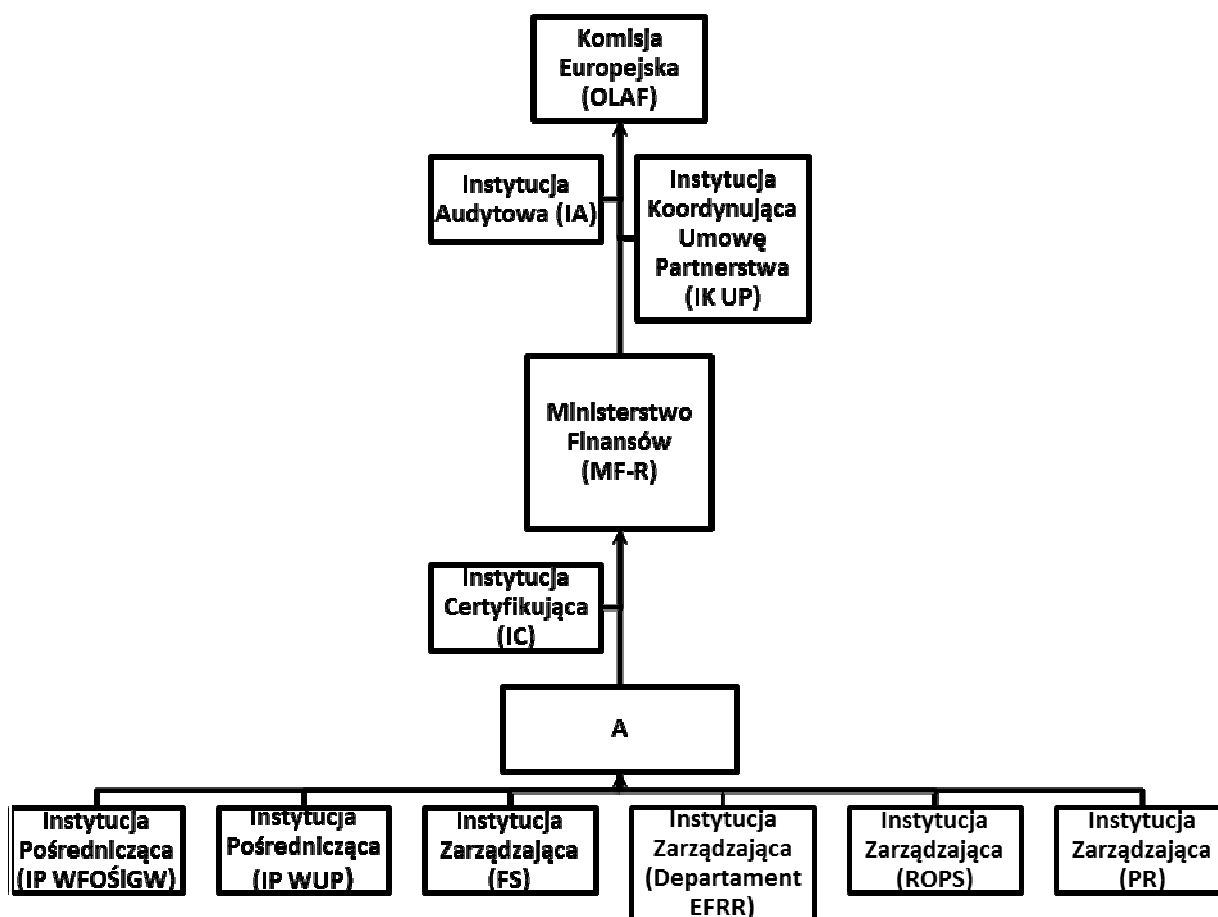 Komisja
Europejska
(OLAF)
Instytucja
Audytowa (IA)
Instytucja
Koordynująca
Umowę
Partnerstwa
(IK UP)
Ministerstwo
Finansów
(MF-R)
Instytucja
Certyfikująca
(IC)
A
Instytucja
Pośrednicząca
(IP WFOŚIGW)
Instytucja
Pośrednicząca
(IP WUP)
Instytucja
Zarządzająca
(FS)
Instytucja
Zarządzająca
(Departament
EFRR)
Instytucja
Zarządzająca
(ROPS)
Instytucja
Zarządzająca
(PR)